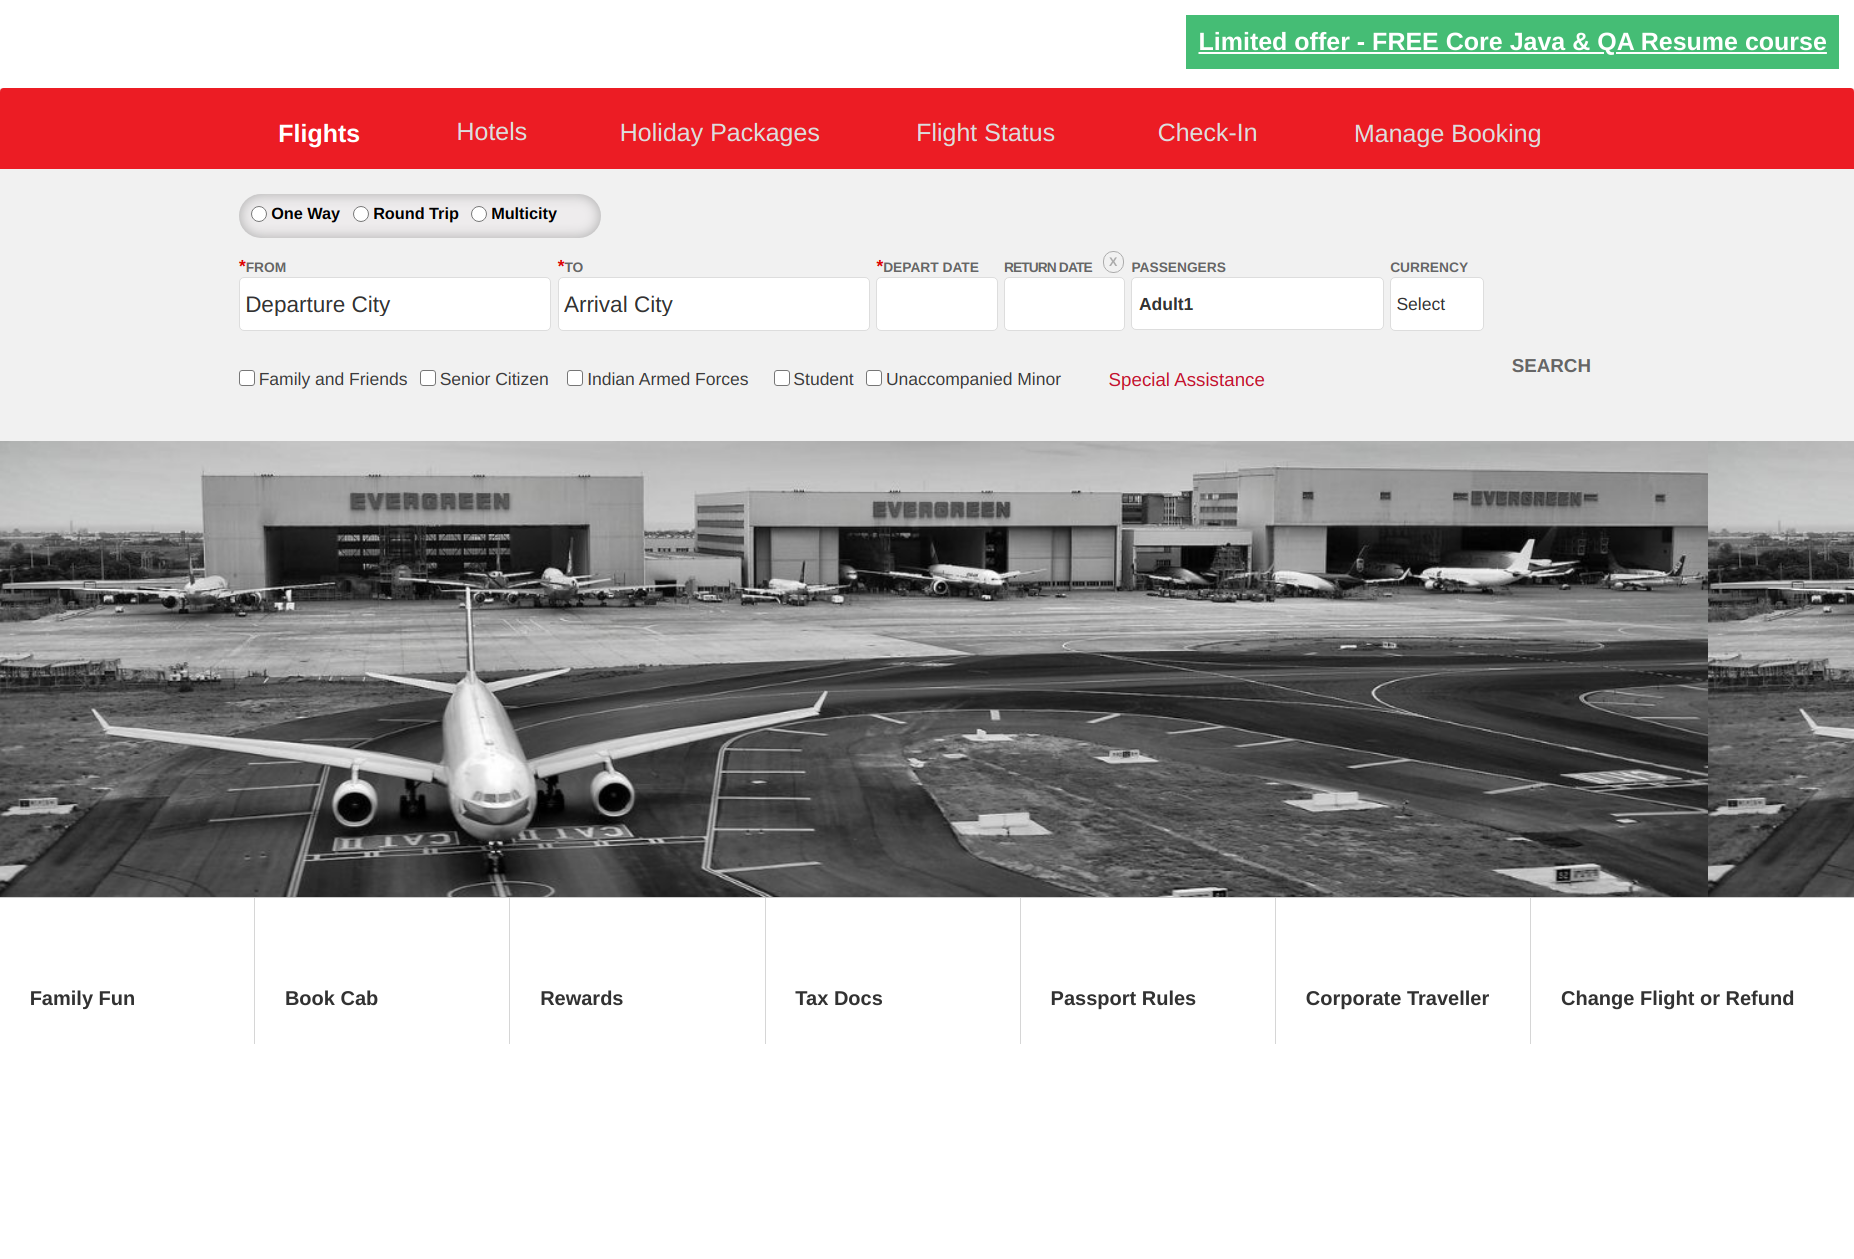 Limited offer - FREE Core Java & QA Resume course
Flights Hotels Holiday Packages Flight Status Check-In Manage Booking
One Way Round Trip Multicity
*FROM *TO *DEPART DATE RETURN DATE X PASSENGERS CURRENCY
Departure City Arrival City Adult1 Select
SEARCH
Family and Friends Senior Citizen Indian Armed Forces Student Unaccompanied Minor Special Assistance
EVERGREEN EVERGREEN EVERGREEN
CAT II CAT II
Family Fun Book Cab Rewards Tax Docs Passport Rules Corporate Traveller Change Flight or Refund